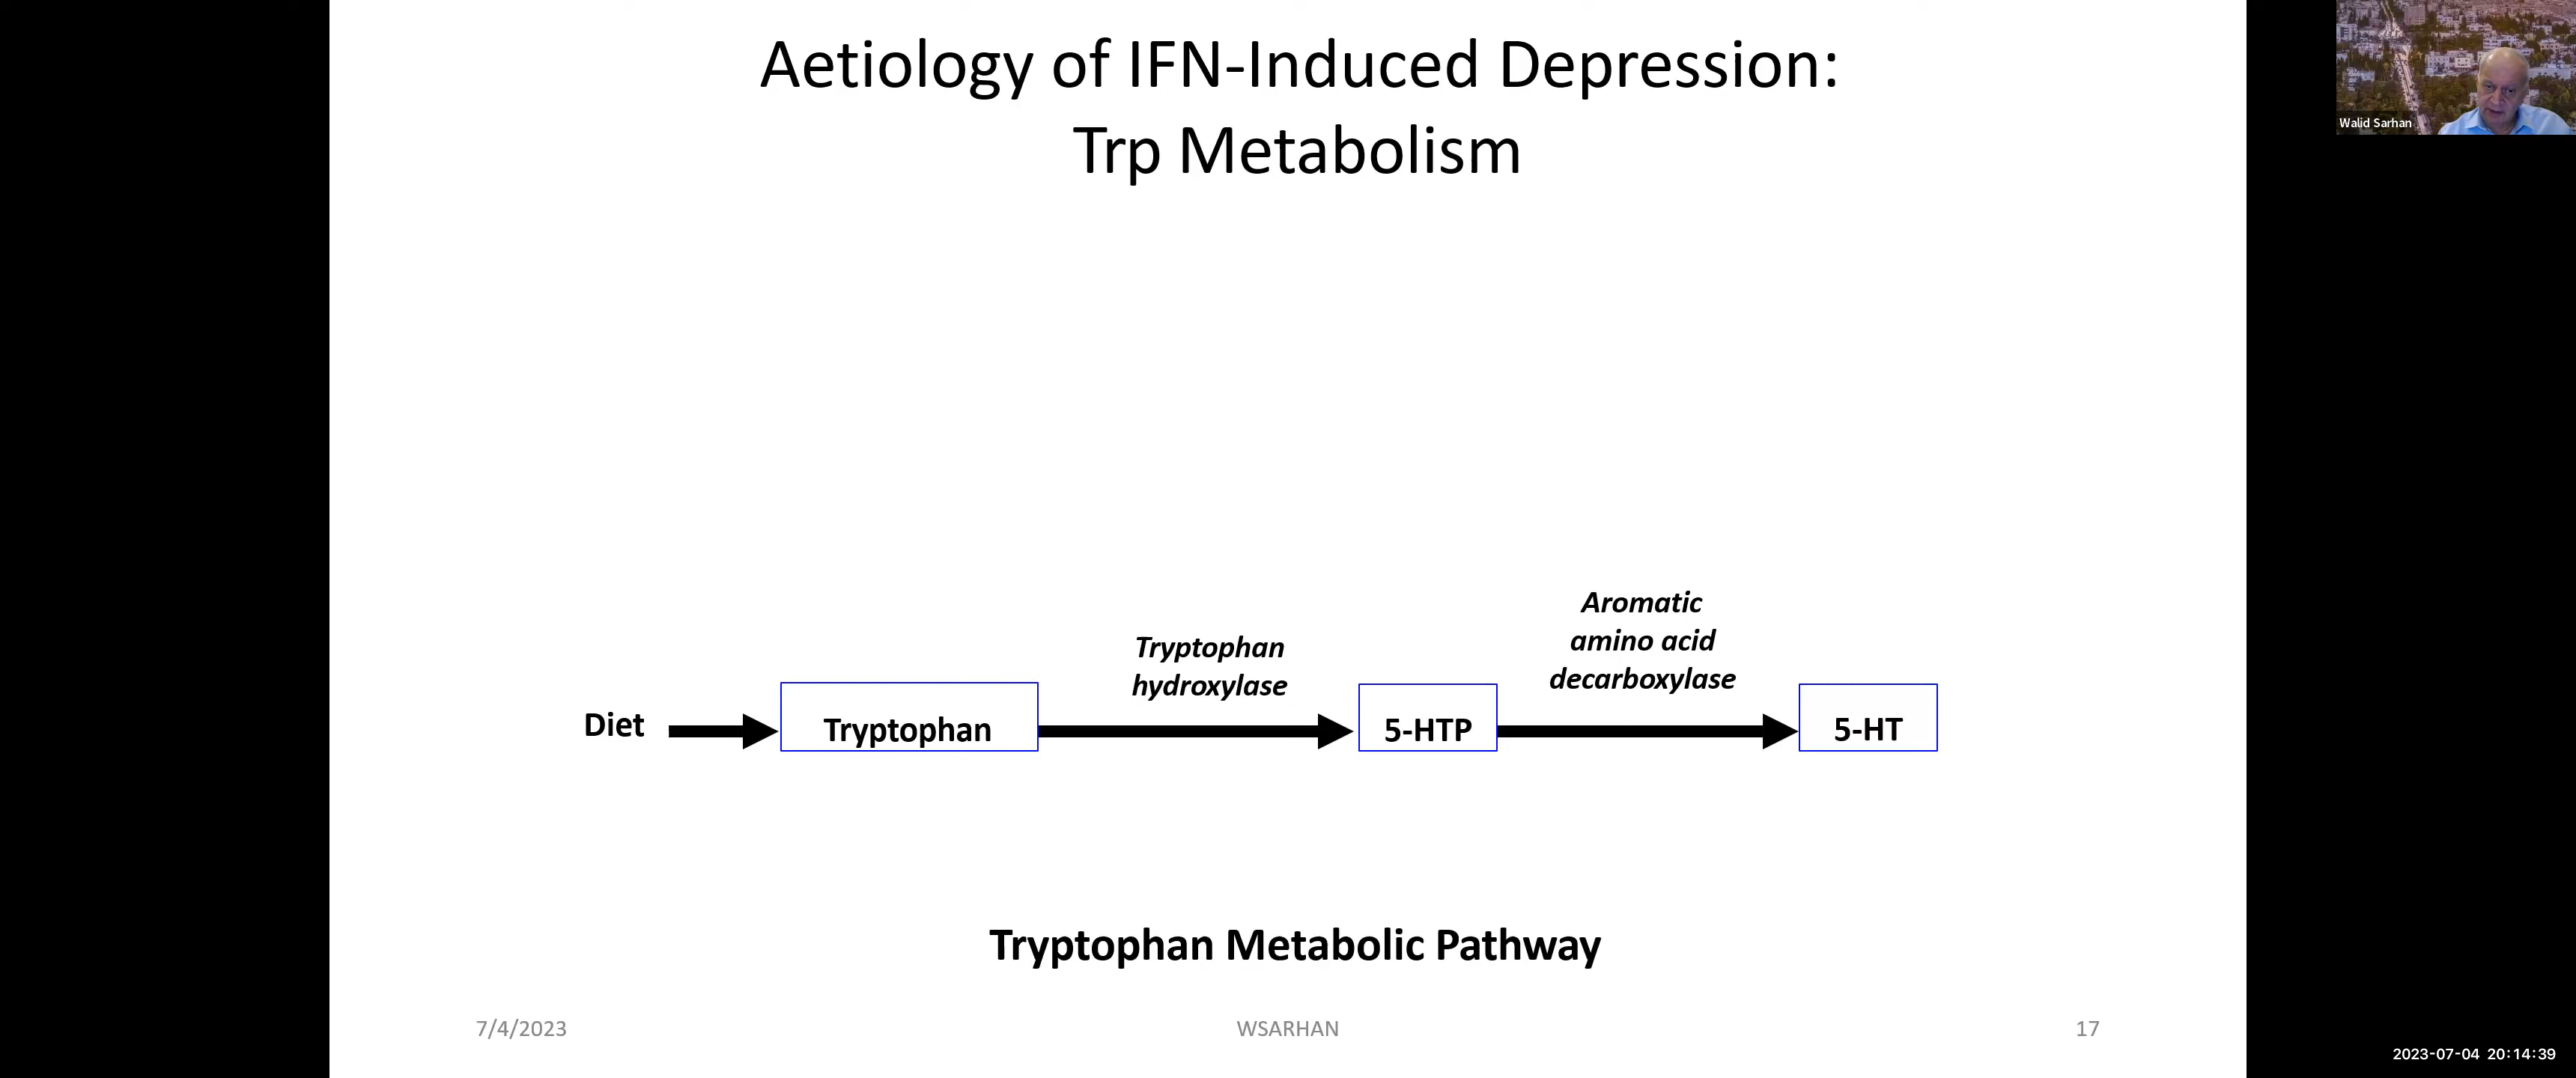 Aetiology of IFN-Induced Depression:
Trp Metabolism
Walid Sarhan
Diet
Tryptophan
Tryptophan
hydroxylase
5-HTP
Aromatic
amino acid
decarboxylase
5-HT
Tryptophan Metabolic Pathway
7/4/2023
WSARHAN
17
2023-07-04 20:14:39